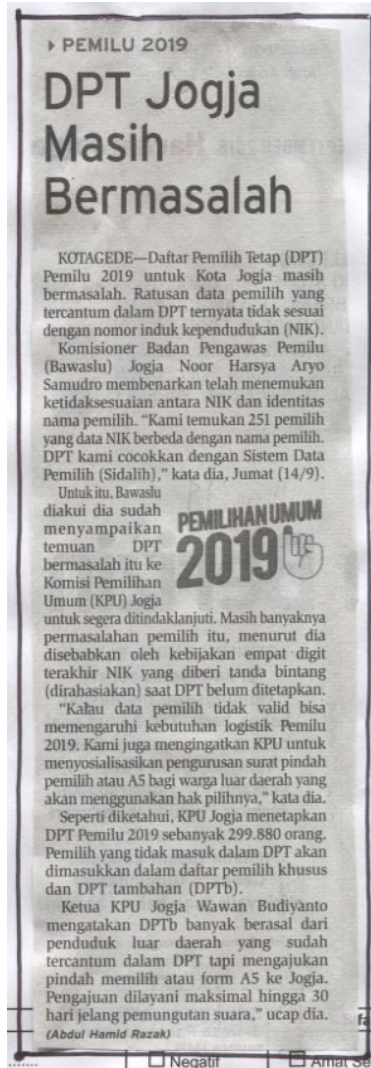 PEMILU 2019
DPT Jogja
Masih
Bermasalah
KOTAGEDE—Daftar Pemilih Tetap (DPT)
Pemilu 2019 untuk Kota Jogja masih
bermasalah. Ratusan data pemilih yang
tercantum dalam DPT ternyata tidak sesuai
dengan nomor induk kependudukan (NIK).
Komisioner Badan Pengawas Pemilu
(Bawaslu) Jogja Noor Harsya Aryo
Samudro membenarkan telah menemukan
ketidaksesuaian antara NIK dan identitas
nama pemilih. “Kami temukan 251 pemilih
yang data NIK berbeda dengan nama pemilih.
DPT kami cocokkan dengan Sistem Data
Pemilih (Sidalih),” kata dia, Jumat (14/9).
Untuk itu, Bawaslu
diakui dia sudah
menyampaikan
temuan DPT
bermasalah itu ke
Komisi Pemilihan
Umum (KPU) Jogja
PEMILIHAN UMUM
2019
untuk segera ditindaklanjuti. Masih banyaknya
permasalahan pemilih itu, menurut dia
disebabkan oleh kebijakan empat digit
terakhir NIK yang diberi tanda bintang
(dirahasiakan) saat DPT belum ditetapkan.
“Kalau data pemilih tidak valid bisa
memengaruhi kebutuhan logistik Pemilu
2019. Kami juga mengingatkan KPU untuk
menyosialisasikan pengurusan surat pindah
pemilih atau A5 bagi warga luar daerah yang
akan menggunakan hak pilihnya,” kata dia.
Seperti diketahui, KPU Jogja menetapkan
DPT Pemilu 2019 sebanyak 299.880 orang.
Pemilih yang tidak masuk dalam DPT akan
dimasukkan dalam daftar pemilih khusus
dan DPT tambahan (DPTb).
Ketua KPU Jogja Wawan Budiyanto
mengatakan DPTb banyak berasal dari
penduduk luar daerah yang sudah
tercantum dalam DPT tapi mengajukan
pindah memilih atau form A5 ke Jogja.
Pengajuan dilayani maksimal hingga 30
hari jelang pemungutan suara,” ucap dia.
(Abdul Hamid Razak)
Negatif
Amat Se